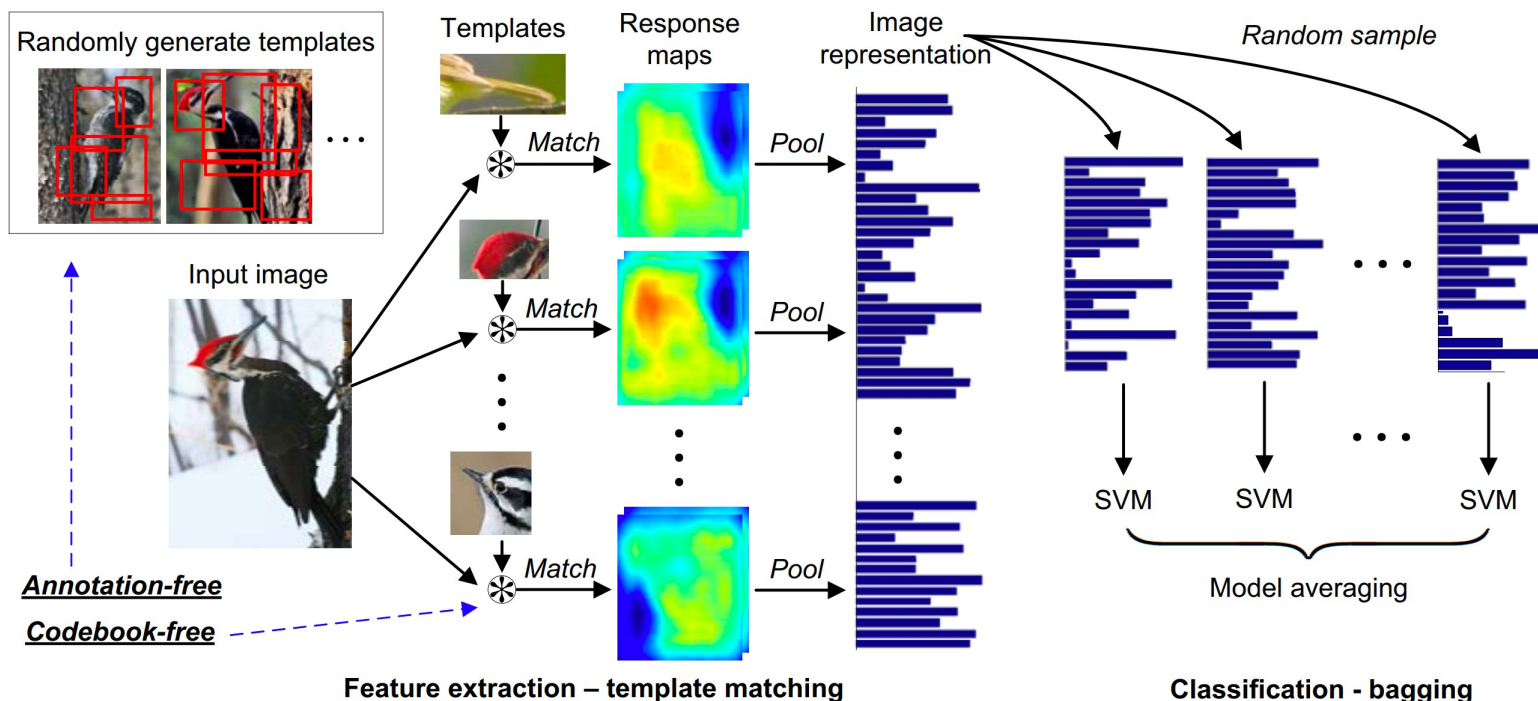 Randomly generate templates
Templates
Response
maps
Image
representation
Random sample
Match
Pool
Input image
Match
Pool
SVM
SVM
SVM
Annotation-free
Match
Pool
Model averaging
Codebook-free
Feature extraction – template matching
Classification - bagging